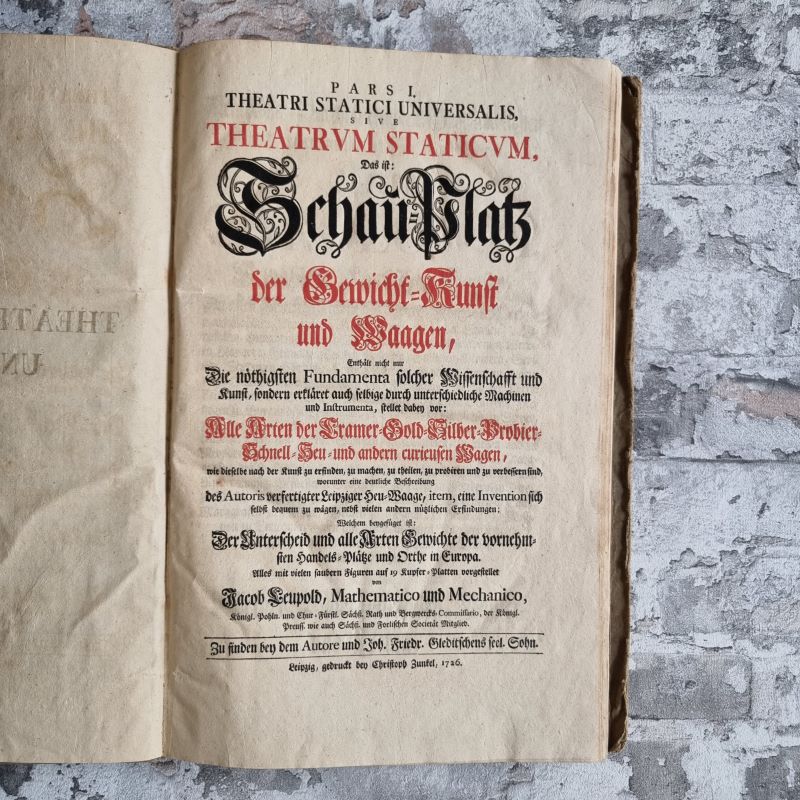 PARS I.
THEATRI STATICI UNIVERSALIS,
SIVE
THEATRVM STATICVM,
Das ist:
Schau-Platz
der Gewicht-Kunst
und Waagen,
Enthält nicht nur
Die nöthigsten Fundamenta solcher Wissenschafft und
Kunst, sondern erkläret auch selbige durch unterschiedliche Machinen
und Instrumenta, stellet dabey vor:
Alle Arten der Cramer-Gold-Silber-Probier-
Schnell-Heu- und andern curieusen Wagen,
wie dieselbe nach der Kunst zu erfinden, zu machen, zu theilen, zu probiren und zu verbessern sind,
worunter eine deutliche Beschreibung
des Autoris verfertigter Leipziger Heu-Waage, item, eine Invention sich
selbst bequem zu wägen, nebst vielen andern nützlichen Erfindungen:
Welchem beygefüget ist:
Der Unterscheid und alle Arten Gewichte der vornehm-
sten Handels-Plätze und Orthe in Europa.
Alles mit vielen saubern Figuren auf 19 Kupfer-Platten vorgestellet
von
Jacob Leupold, Mathematico und Mechanico,
Königl. Pohln. und Chur-Fürstl. Sächs. Rath und Bergwercks-Commissario, der Königl.
Preuss. wie auch Sächs. und Forlischen Societät Mitglied.
Zu finden bey dem Autore und Joh. Friedr. Gleditschens seel. Sohn.
Leipzig, gedruckt bey Christoph Zunkel, 1726.
THEATR
UN